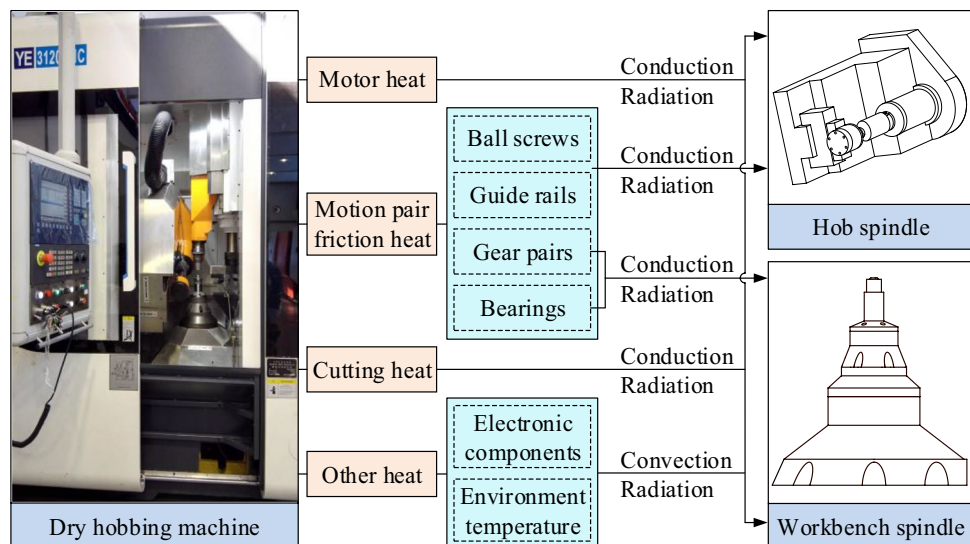 YE 3120
Motor heat
Motion pair
friction heat
Cutting heat
Other heat
Ball screws
Guide rails
Gear pairs
Bearings
Electronic
components
Environment
temperature
Conduction
Radiation
Conduction
Radiation
Conduction
Radiation
Conduction
Radiation
Convection
Radiation
Hob spindle
Workbench spindle
Dry hobbing machine